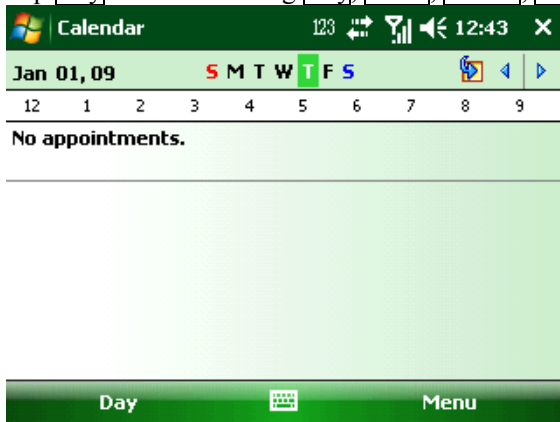 Calendar 123 12:43
Jan 01, 09 S M T W T F S
12 1 2 3 4 5 6 7 8 9
No appointments.
Day Menu